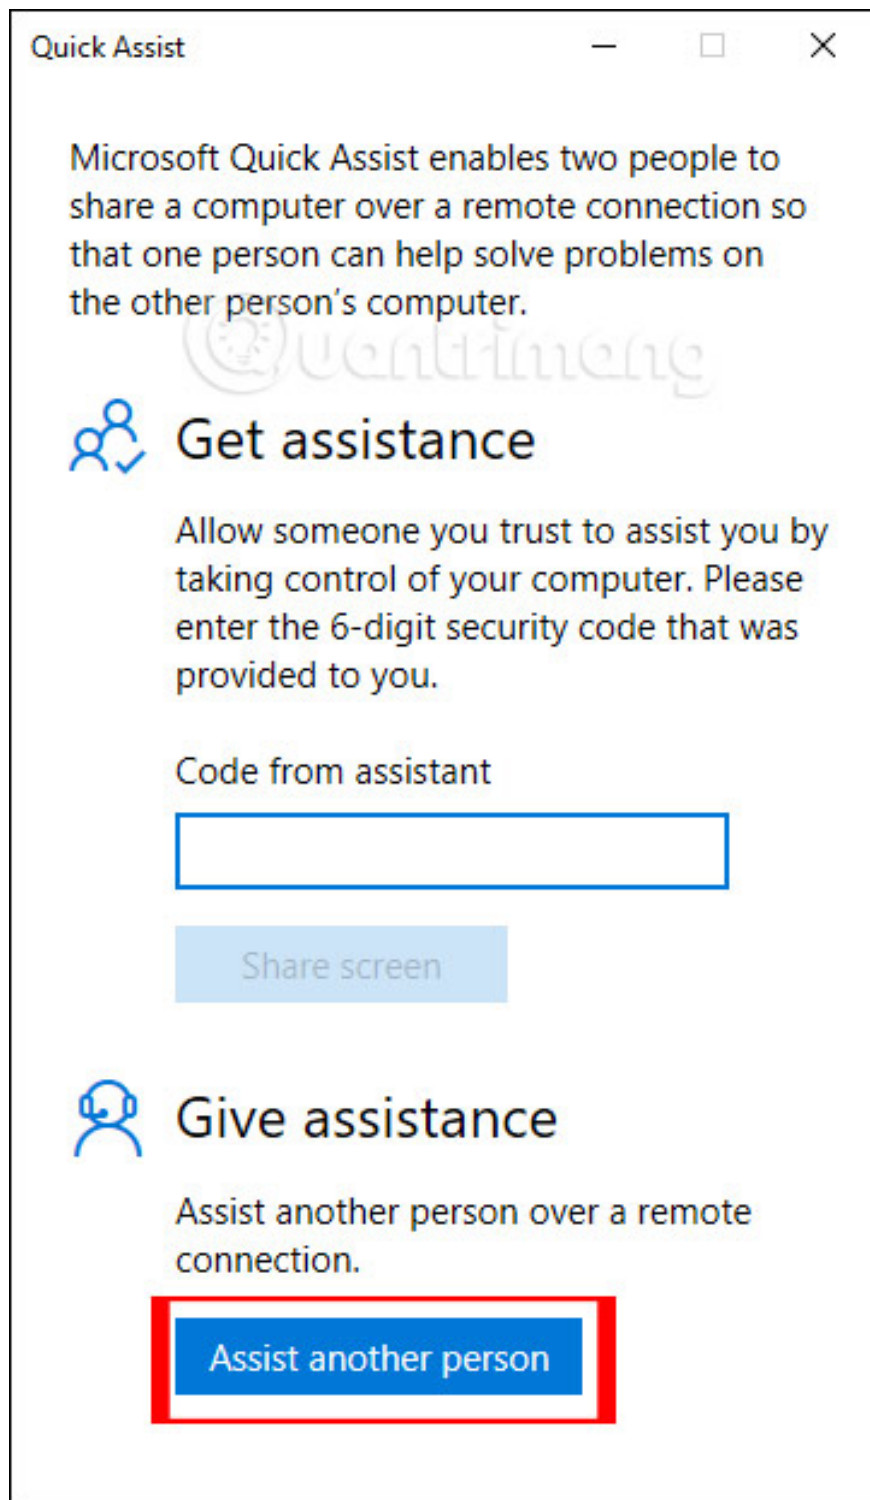 Quick Assist
Microsoft Quick Assist enables two people to
share a computer over a remote connection so
that one person can help solve problems on
the other person's computer.
Quantrimang
Get assistance
Allow someone you trust to assist you by
taking control of your computer. Please
enter the 6-digit security code that was
provided to you.
Code from assistant
Share screen
Give assistance
Assist another person over a remote
connection.
Assist another person